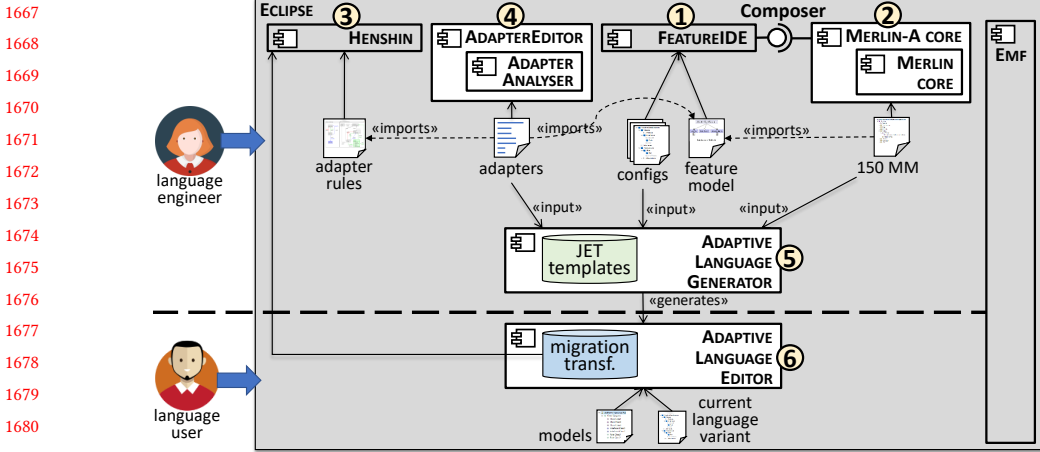 1667
1668
1669
1670
1671
1672
1673
1674
1675
1676
1677
1678
1679
1680
ECLIPSE
3
HENSHIN
4
ADAPTEREDITOR
ADAPTER
ANALYSER
1
FEATUREIDE
Composer
2
MERLIN-A CORE
MERLIN
CORE
EMF
language
engineer
adapter
rules
«imports»
adapters
«imports»
configs
feature
model
«imports»
150 MM
«input»
«input»
«input»
JET
templates
ADAPTIVE
LANGUAGE
GENERATOR
5
«generates»
migration
transf.
ADAPTIVE
LANGUAGE
EDITOR
6
language
user
models
current
language
variant